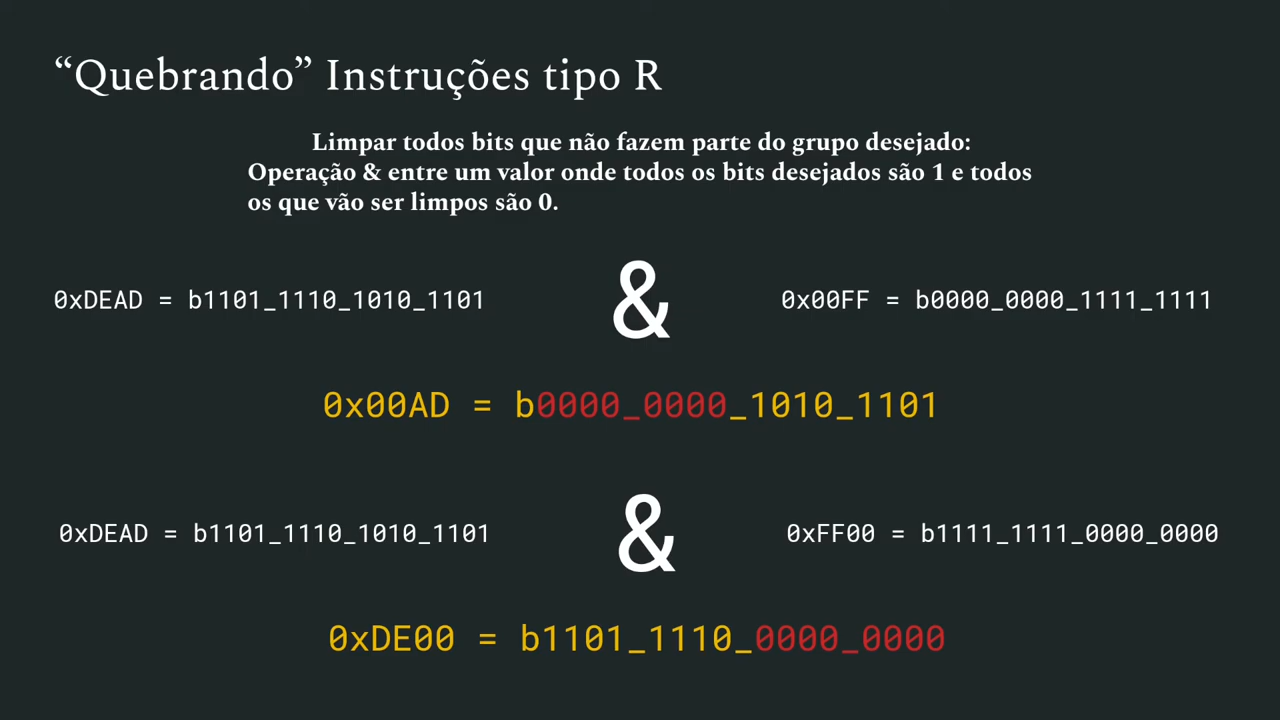 “Quebrando” Instruções tipo R
Limpar todos bits que não fazem parte do grupo desejado:
Operação & entre um valor onde todos os bits desejados são 1 e todos
os que vão ser limpos são 0.
0xDEAD = b1101_1110_1010_1101 & 0x00FF = b0000_0000_1111_1111
0x00AD = b0000_0000_1010_1101
0xDEAD = b1101_1110_1010_1101 & 0xFF00 = b1111_1111_0000_0000
0xDE00 = b1101_1110_0000_0000